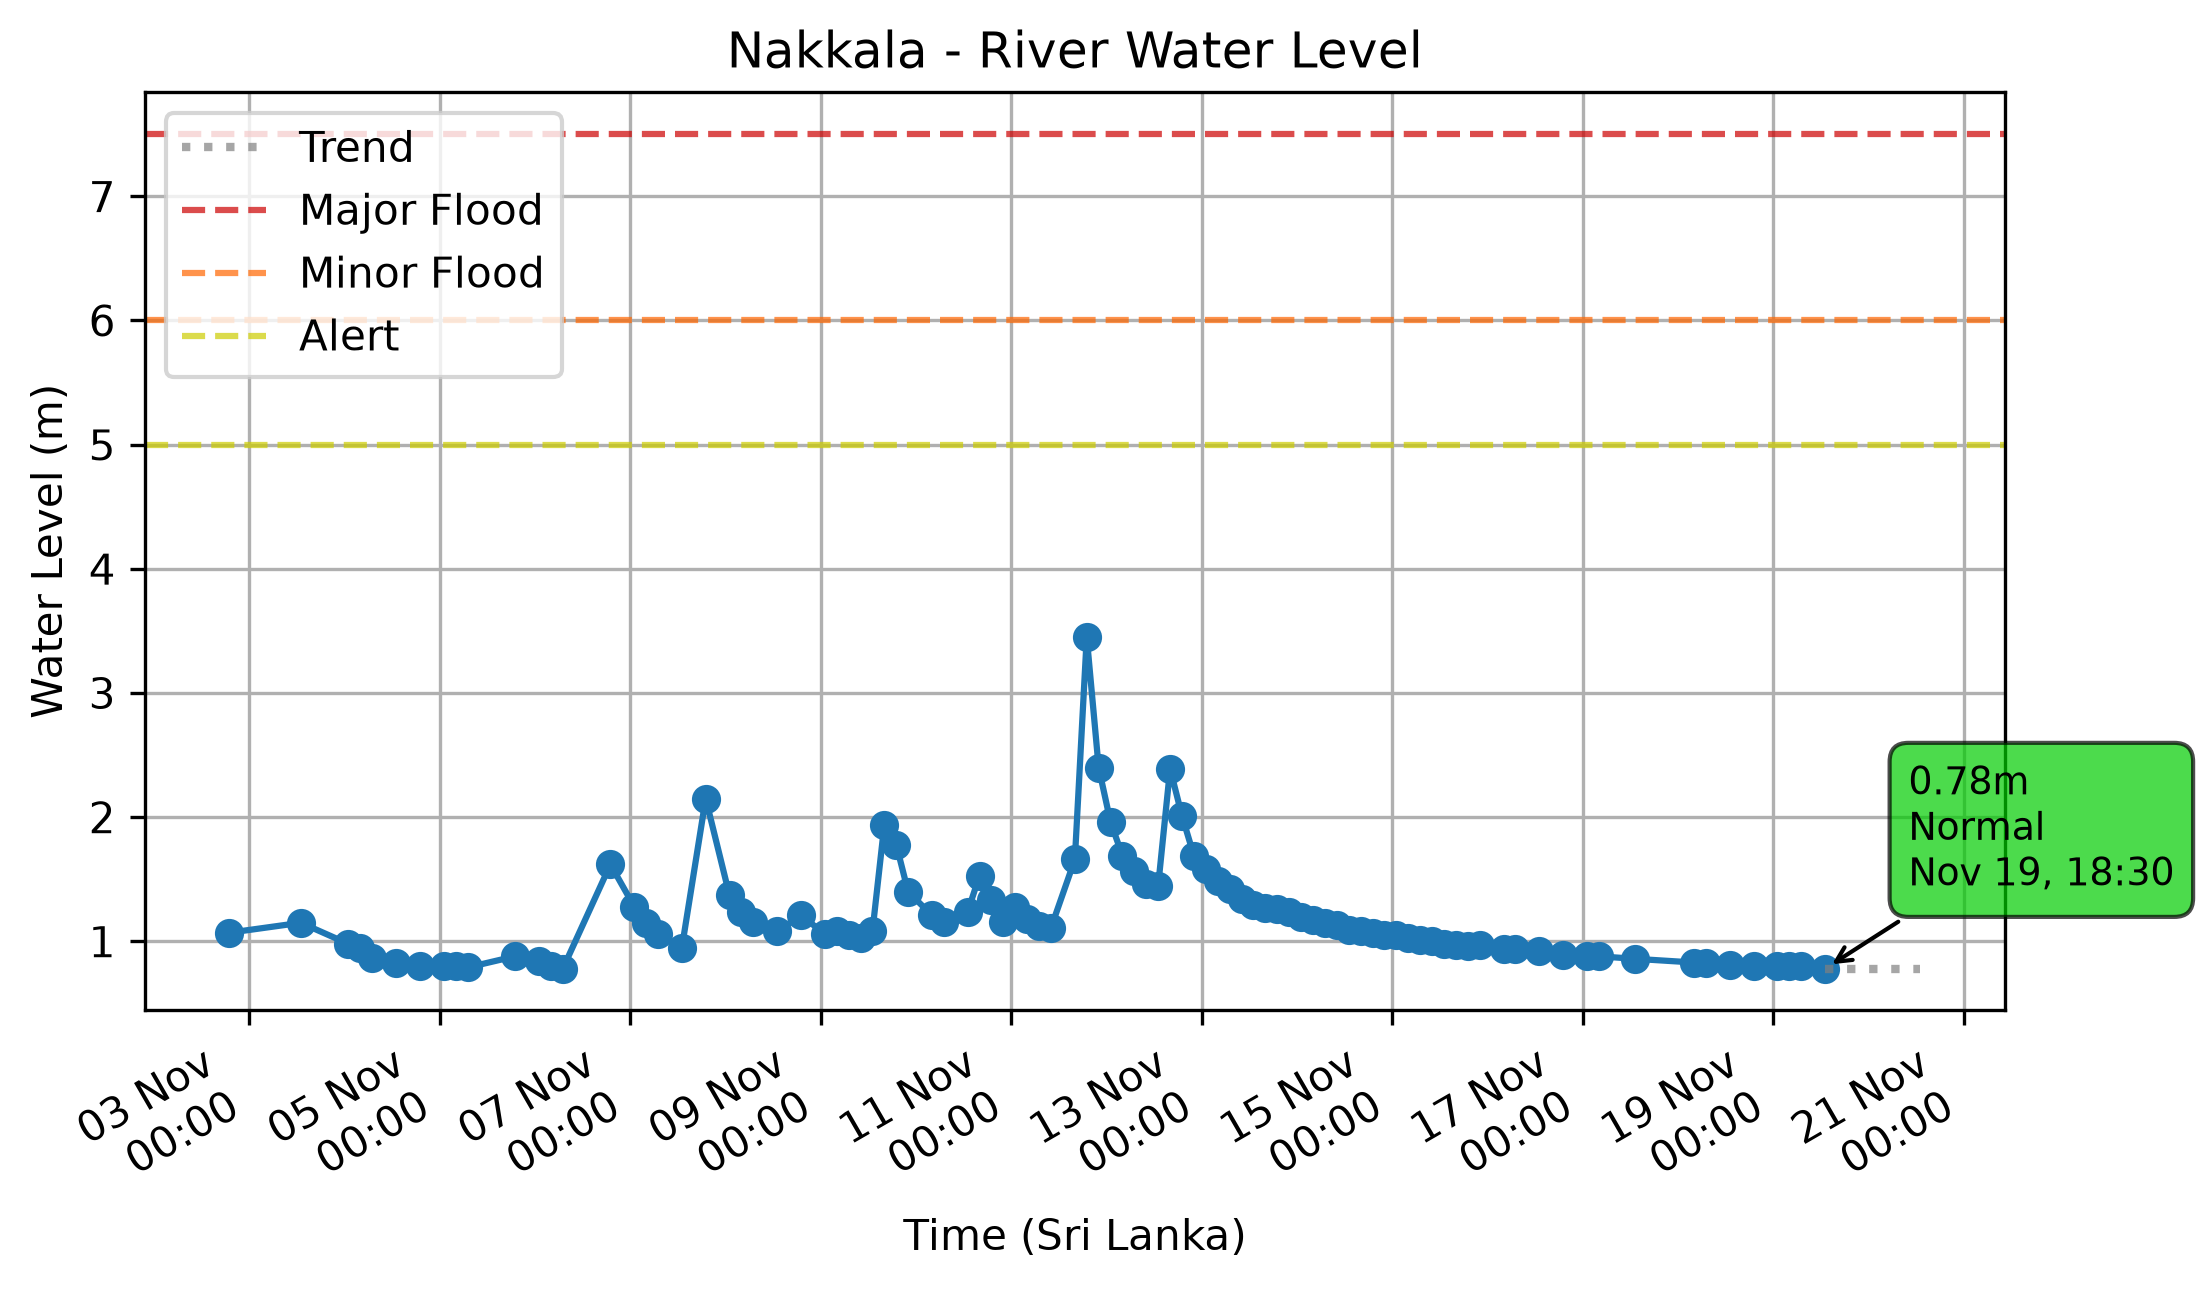 Nakkala - River Water Level
Trend
Major Flood
Minor Flood
Alert
Water Level (m)
7
6
5
4
3
2
1
0.78m
Normal
Nov 19, 18:30
03 Nov
00:00
05 Nov
00:00
07 Nov
00:00
09 Nov
00:00
11 Nov
00:00
13 Nov
00:00
15 Nov
00:00
17 Nov
00:00
19 Nov
00:00
21 Nov
00:00
Time (Sri Lanka)